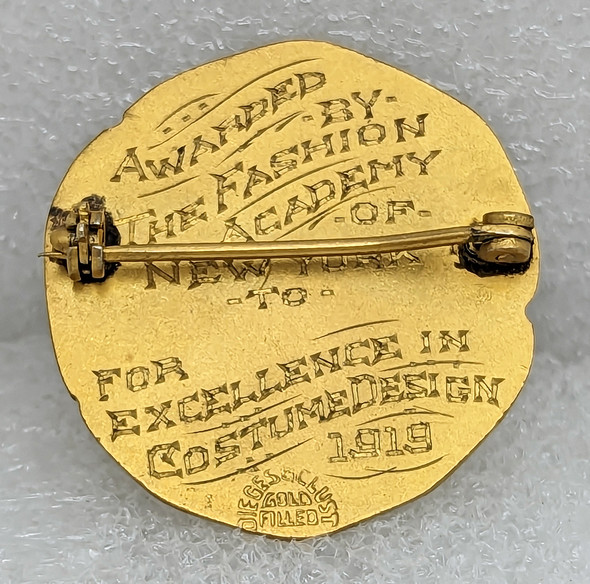 AWARDED
-BY-
THE FASHION
ACADEMY
-OF-
NEW YORK
-TO-
FOR
EXCELLENCE IN
COSTUME DESIGN
1919
DIEGES & CLUST
GOLD
FILLED